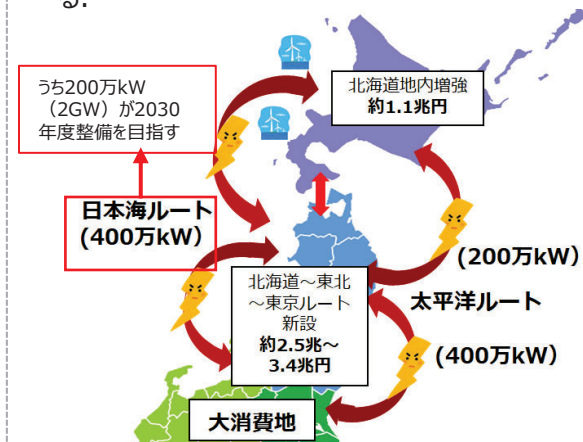 る.
うち200万kW
（2GW）が2030
年度整備を目指す
北海道地内増強
約1.1兆円
日本海ルート
(400万kW）
(200万kW）
北海道～東北
～東京ルート
新設
約2.5兆～
3.4兆円
太平洋ルート
(400万kW）
大消費地